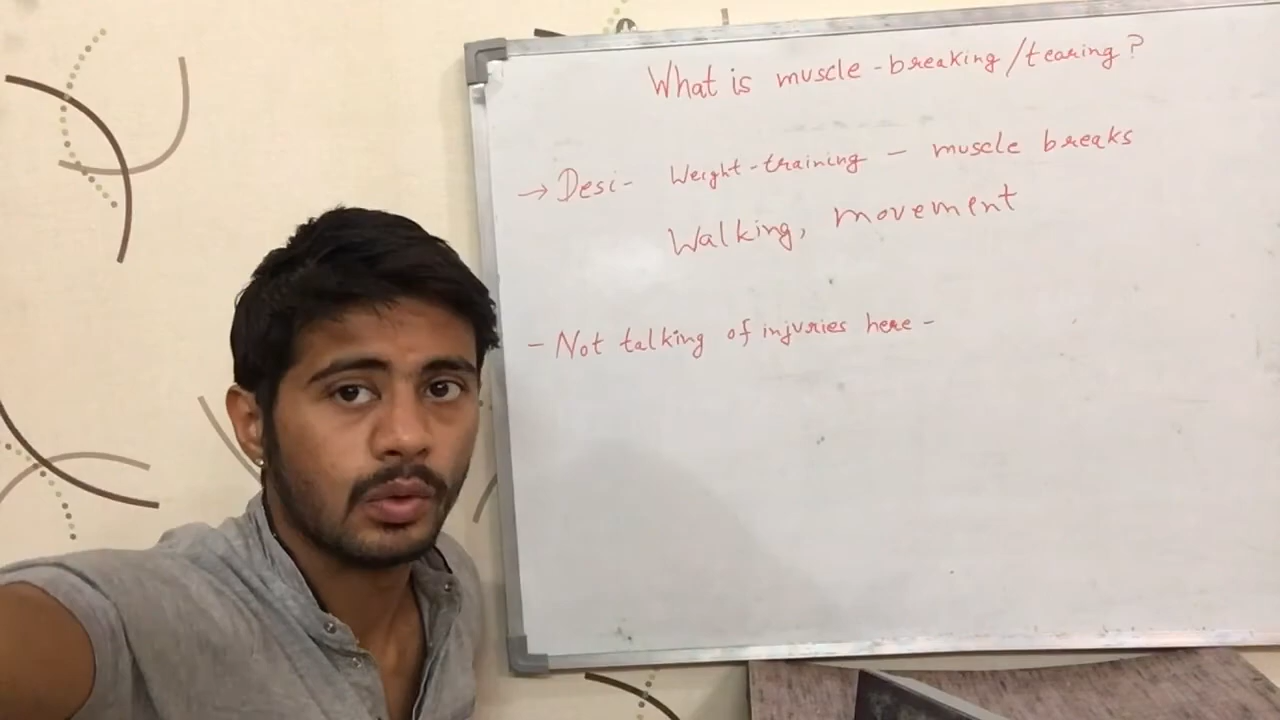 What is muscle-breaking/tearing?
→ Desi- Weight-training - muscle breaks
Walking, movement
- Not talking of injuries here -